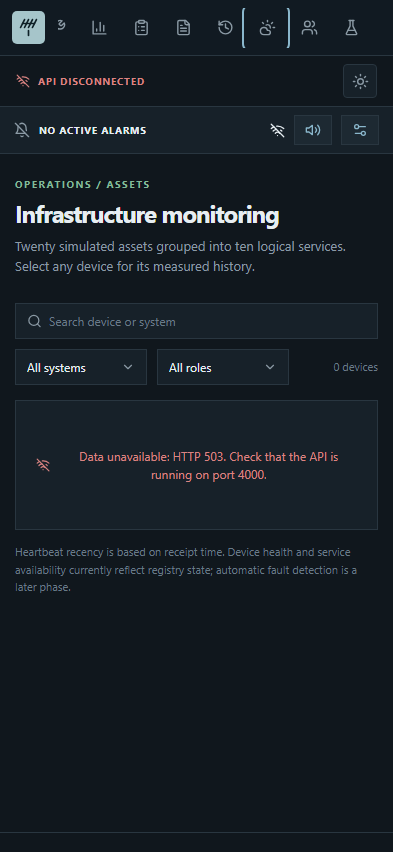 API DISCONNECTED
NO ACTIVE ALARMS
OPERATIONS / ASSETS
Infrastructure monitoring
Twenty simulated assets grouped into ten logical services.
Select any device for its measured history.
Search device or system
All systems
All roles
0 devices
Data unavailable: HTTP 503. Check that the API is
running on port 4000.
Heartbeat recency is based on receipt time. Device health and service
availability currently reflect registry state; automatic fault detection is a
later phase.